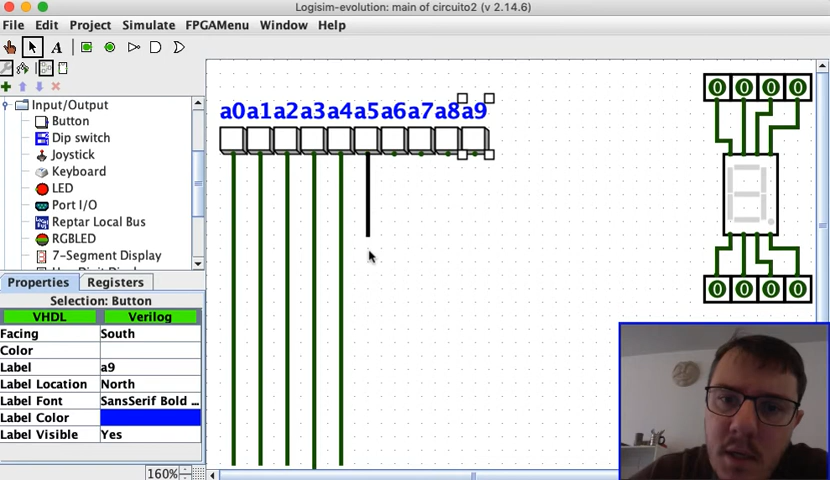 Logisim-evolution: main of circuito2 (v 2.14.6)
File Edit Project Simulate FPGAMenu Window Help
A
a0a1a2a3a4a5a6a7a8a9
0 0 0 0
Input/Output
Button
Dip switch
Joystick
Keyboard
LED
Port I/O
Reptar Local Bus
RGBLED
7-Segment Display
0 0 0 0
Properties Registers
Selection: Button
VHDL Verilog
Facing South
Color
Label a9
Label Location North
Label Font SansSerif Bold ...
Label Color
Label Visible Yes
160%